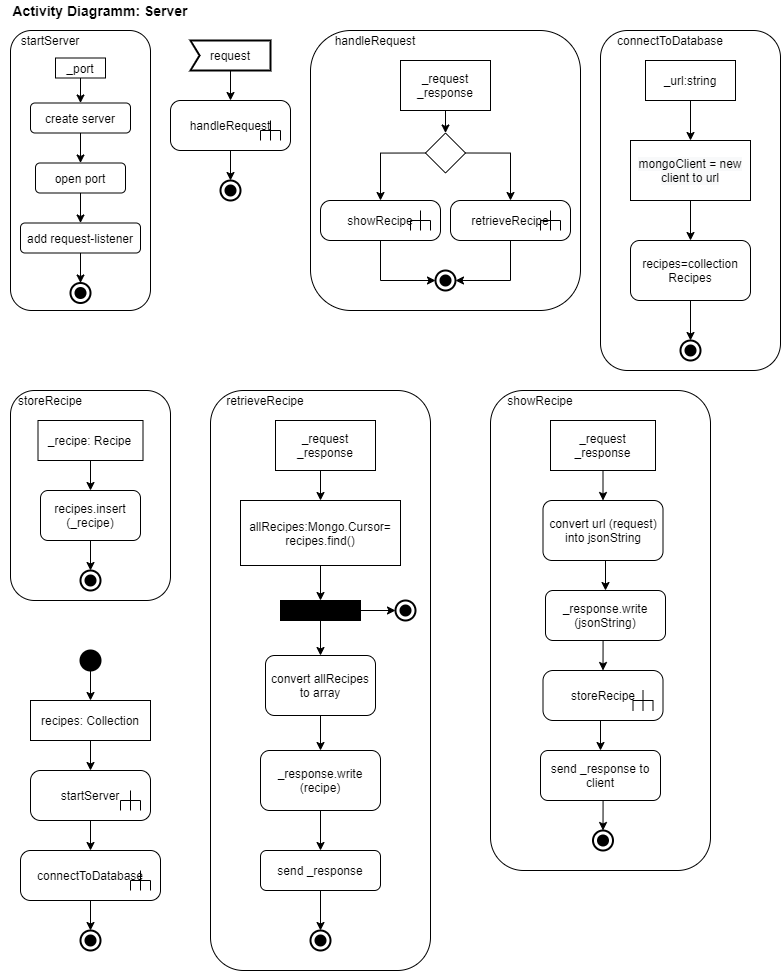 Activity Diagramm: Server
startServer
_port
create server
open port
add request-listener
request
handleRequest
handleRequest
_request
_response
showRecipe
retrieveRecipe
connectToDatabase
_url:string
mongoClient = new
client to url
recipes=collection
Recipes
storeRecipe
_recipe: Recipe
recipes.insert
(_recipe)
recipes: Collection
startServer
connectToDatabase
retrieveRecipe
_request
_response
allRecipes:Mongo.Cursor=
recipes.find()
convert allRecipes
to array
_response.write
(recipe)
send _response
showRecipe
_request
_response
convert url (request)
into jsonString
_response.write
(jsonString)
storeRecipe
send _response to
client